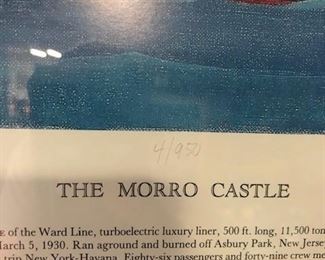 4/950
THE MORRO CASTLE
E of the Ward Line, turboelectric luxury liner, 500 ft. long, 11,500 ton
March 5, 1930. Ran aground and burned off Asbury Park, New Jersey
trip New York-Havana. Eighty-six passengers and forty-nine crew me